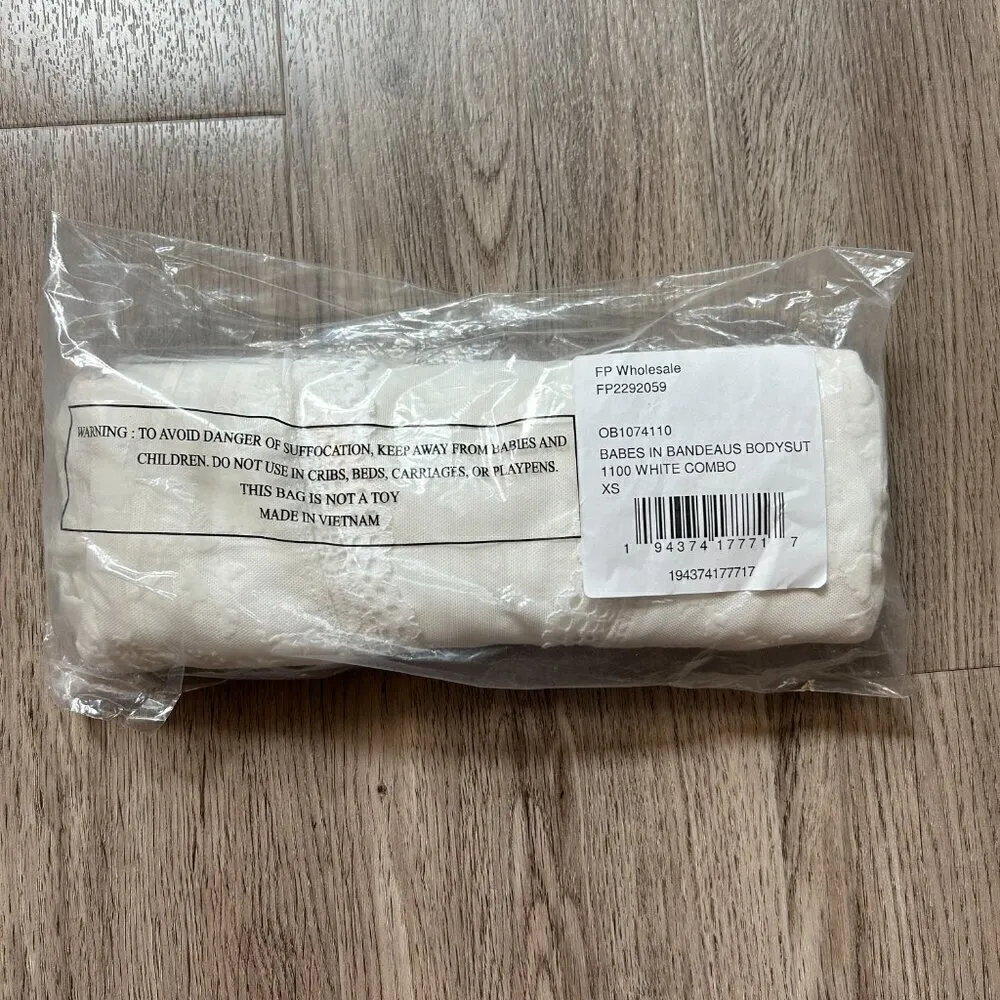 WARNING : TO AVOID DANGER OF SUFFOCATION, KEEP AWAY FROM BABIES AND
CHILDREN. DO NOT USE IN CRIBS, BEDS, CARRIAGES, OR PLAYPENS.
THIS BAG IS NOT A TOY
MADE IN VIETNAM
FP Wholesale
FP2292059
OB1074110
BABES IN BANDEAUS BODYSUT
1100 WHITE COMBO
XS
1 94374 17771 7
194374177717